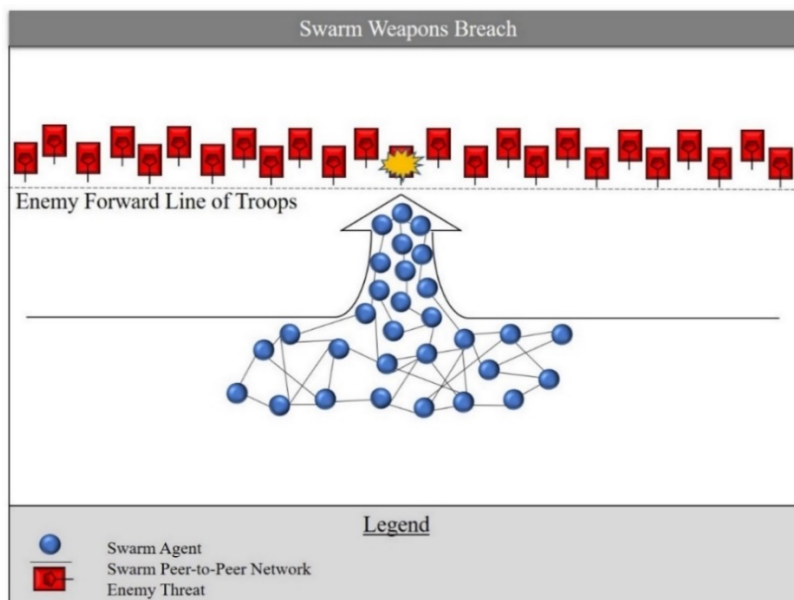 Swarm Weapons Breach
Enemy Forward Line of Troops
Legend
Swarm Agent
Swarm Peer-to-Peer Network
Enemy Threat